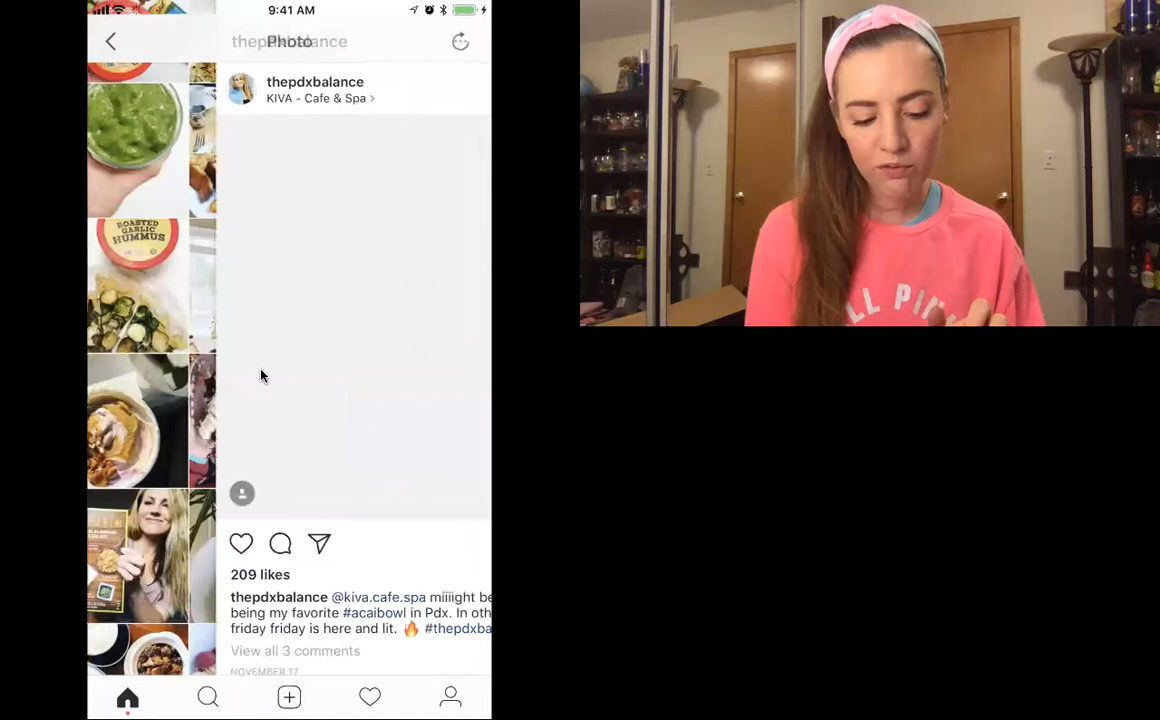 9:41 AM
Photo
thepdxbalance
KIVA - Cafe & Spa >
ROASTED
GARLIC
HUMMUS
209 likes
thepdxbalance @kiva.cafe.spa miiiight be
being my favorite #acaibowl in Pdx. In oth
friday friday is here and lit. 🔥 #thepdxba
View all 3 comments
NOVEMBER 17